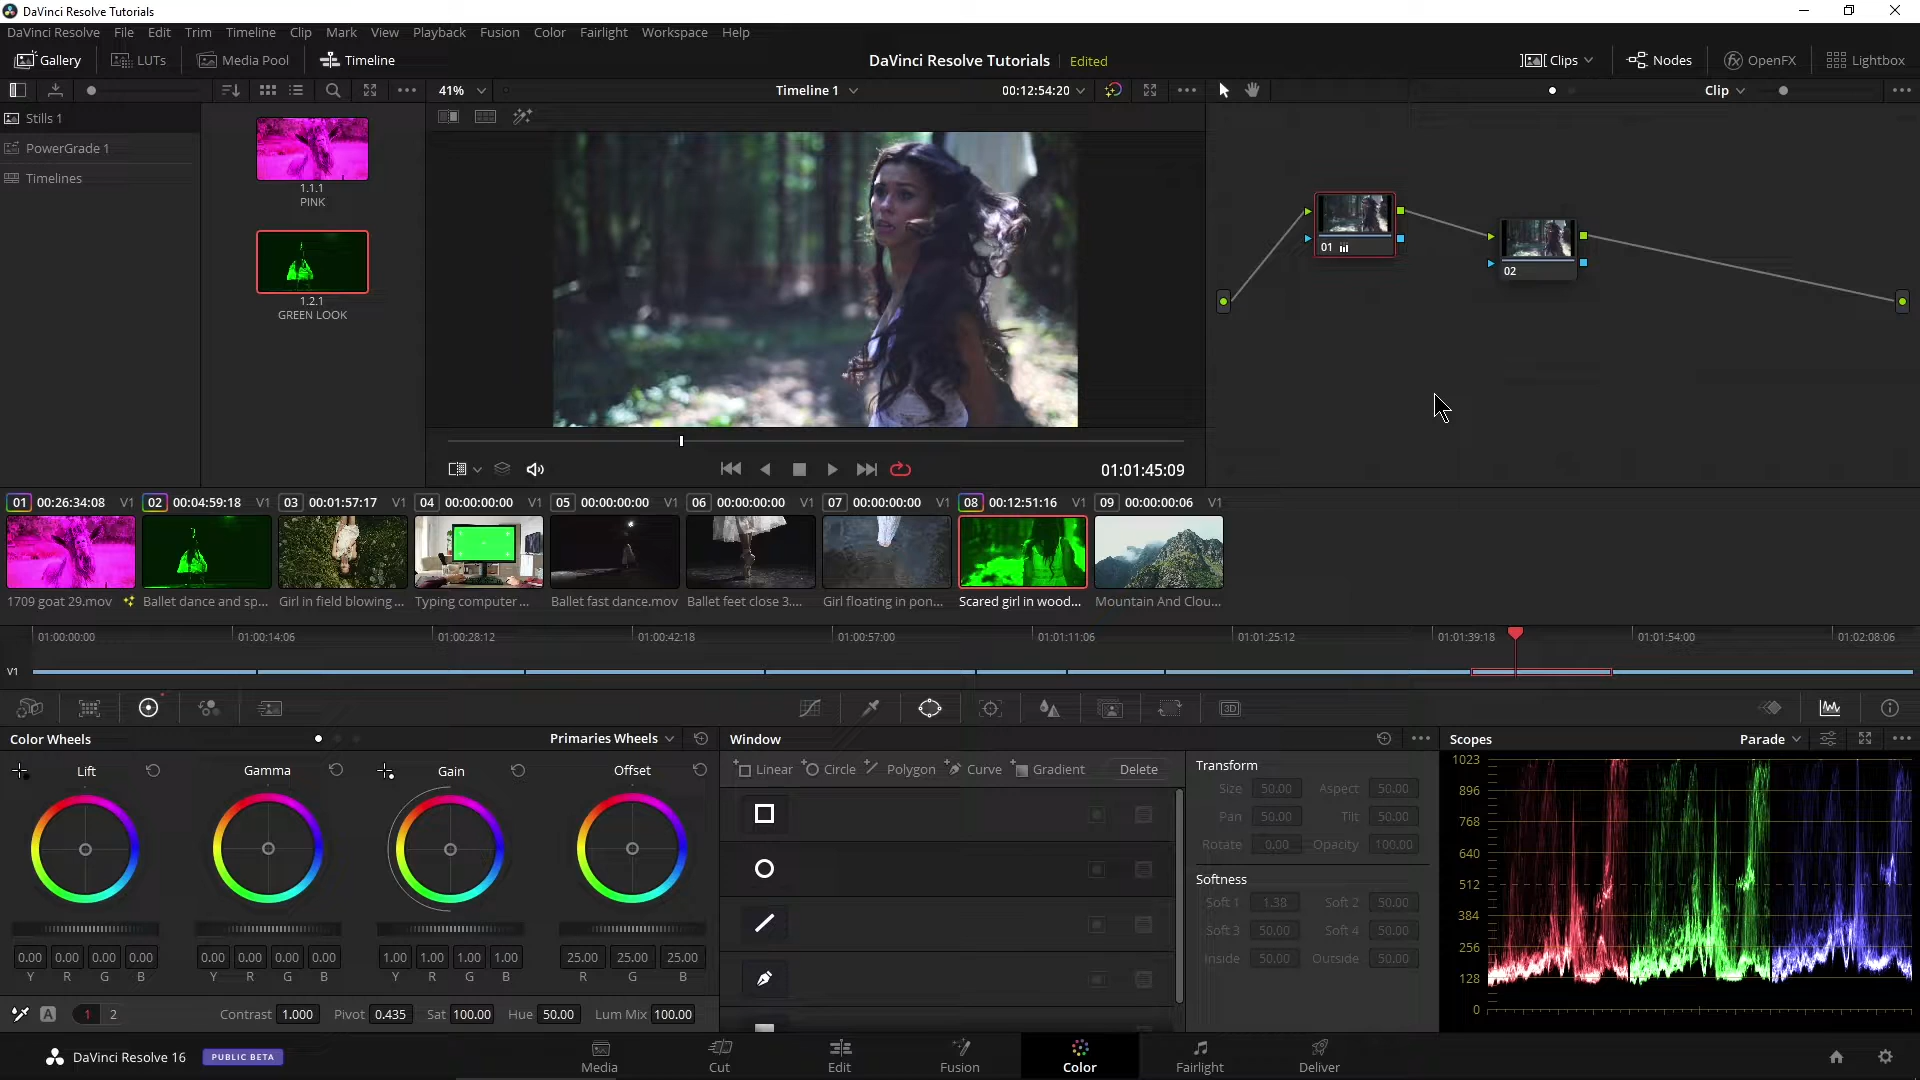 DaVinci Resolve Tutorials
DaVinci Resolve File Edit Trim Timeline Clip Mark View Playback Fusion Color Fairlight Workspace Help
Gallery LUTs Media Pool Timeline DaVinci Resolve Tutorials Edited Clips Nodes OpenFX Lightbox
41% Timeline 1 00:12:54:20 Clip
Stills 1
PowerGrade 1
Timelines
1.1.1
PINK
1.2.1
GREEN LOOK
01
02
01:01:45:09
01 00:26:34:08 V1 02 00:04:59:18 V1 03 00:01:57:17 V1 04 00:00:00:00 V1 05 00:00:00:00 V1 06 00:00:00:00 V1 07 00:00:00:00 V1 08 00:12:51:16 V1 09 00:00:00:06 V1
1709 goat 29.mov Ballet dance and sp... Girl in field blowing ... Typing computer ... Ballet fast dance.mov Ballet feet close 3.... Girl floating in pon... Scared girl in wood... Mountain And Clou...
01:00:00:00 01:00:14:06 01:00:28:12 01:00:42:18 01:00:57:00 01:01:11:06 01:01:25:12 01:01:39:18 01:01:54:00 01:02:08:06
V1
3D
Color Wheels Primaries Wheels
Lift Gamma Gain Offset
0.00 0.00 0.00 0.00 0.00 0.00 0.00 0.00 1.00 1.00 1.00 1.00 25.00 25.00 25.00
Y R G B Y R G B Y R G B R G B
A 1 2 Contrast 1.000 Pivot 0.435 Sat 100.00 Hue 50.00 Lum Mix 100.00
Window
Linear Circle Polygon Curve Gradient Delete
Transform
Size 50.00 Aspect 50.00
Pan 50.00 Tilt 50.00
Rotate 0.00 Opacity 100.00
Softness
Soft 1 1.38 Soft 2 50.00
Soft 3 50.00 Soft 4 50.00
Inside 50.00 Outside 50.00
Scopes Parade
1023
896
768
640
512
384
256
128
0
DaVinci Resolve 16 PUBLIC BETA
Media Cut Edit Fusion Color Fairlight Deliver